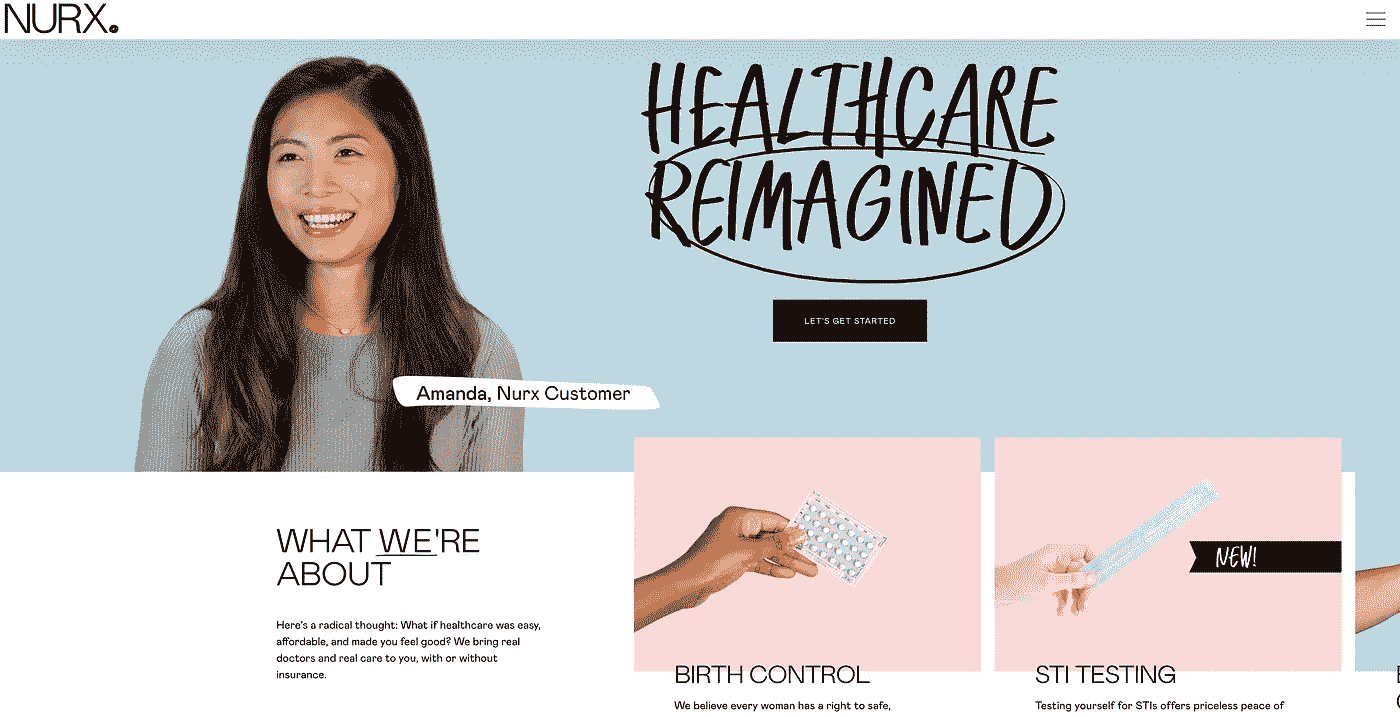 NURX.
HEALTHCARE
REIMAGINED
LET'S GET STARTED
Amanda, Nurx Customer
WHAT WE'RE
ABOUT
Here's a radical thought: What if healthcare was easy,
affordable, and made you feel good? We bring real
doctors and real care to you, with or without
insurance.
NEW!
BIRTH CONTROL
We believe every woman has a right to safe,
STI TESTING
Testing yourself for STIs offers priceless peace of